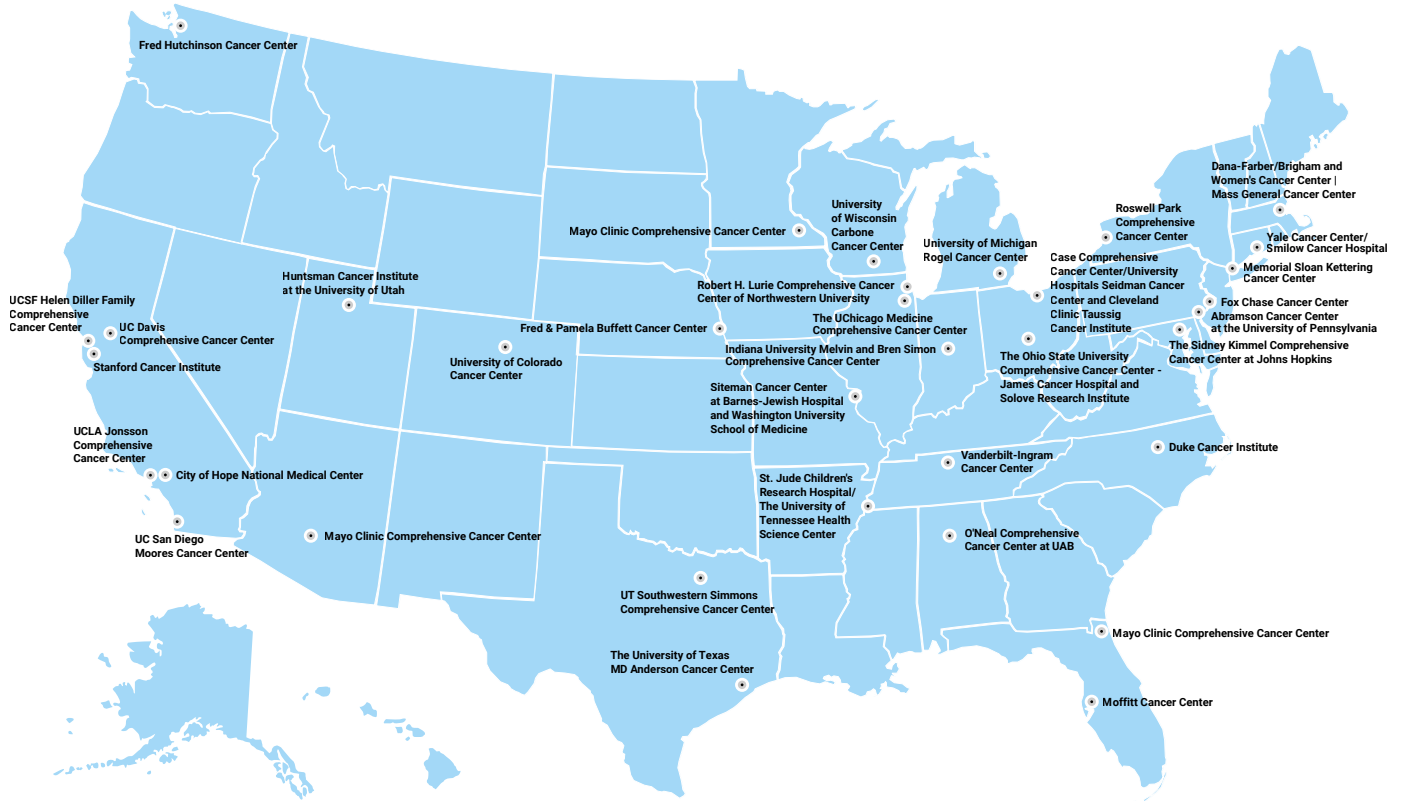 Fred Hutchinson Cancer Center
Dana-Farber/Brigham and
Women's Cancer Center |
Mass General Cancer Center
University
of Wisconsin
Carbone
Cancer Center
Roswell Park
Comprehensive
Cancer Center
Mayo Clinic Comprehensive Cancer Center
University of Michigan
Rogel Cancer Center
Yale Cancer Center/
Smilow Cancer Hospital
Case Comprehensive
Cancer Center/University
Hospitals Seidman Cancer
Center and Cleveland
Clinic Taussig
Cancer Institute
Memorial Sloan Kettering
Cancer Center
Huntsman Cancer Institute
at the University of Utah
Robert H. Lurie Comprehensive Cancer
Center of Northwestern University
UCSF Helen Diller Family
Comprehensive
Cancer Center
Fox Chase Cancer Center
Abramson Cancer Center
at the University of Pennsylvania
UC Davis
Comprehensive Cancer Center
Fred & Pamela Buffett Cancer Center
The UChicago Medicine
Comprehensive Cancer Center
Stanford Cancer Institute
University of Colorado
Cancer Center
Indiana University Melvin and Bren Simon
Comprehensive Cancer Center
The Ohio State University
Comprehensive Cancer Center -
James Cancer Hospital and
Solove Research Institute
The Sidney Kimmel Comprehensive
Cancer Center at Johns Hopkins
Siteman Cancer Center
at Barnes-Jewish Hospital
and Washington University
School of Medicine
UCLA Jonsson
Comprehensive
Cancer Center
City of Hope National Medical Center
Vanderbilt-Ingram
Cancer Center
Duke Cancer Institute
St. Jude Children's
Research Hospital/
The University of
Tennessee Health
Science Center
UC San Diego
Moores Cancer Center
Mayo Clinic Comprehensive Cancer Center
O'Neal Comprehensive
Cancer Center at UAB
UT Southwestern Simmons
Comprehensive Cancer Center
Mayo Clinic Comprehensive Cancer Center
The University of Texas
MD Anderson Cancer Center
Moffitt Cancer Center